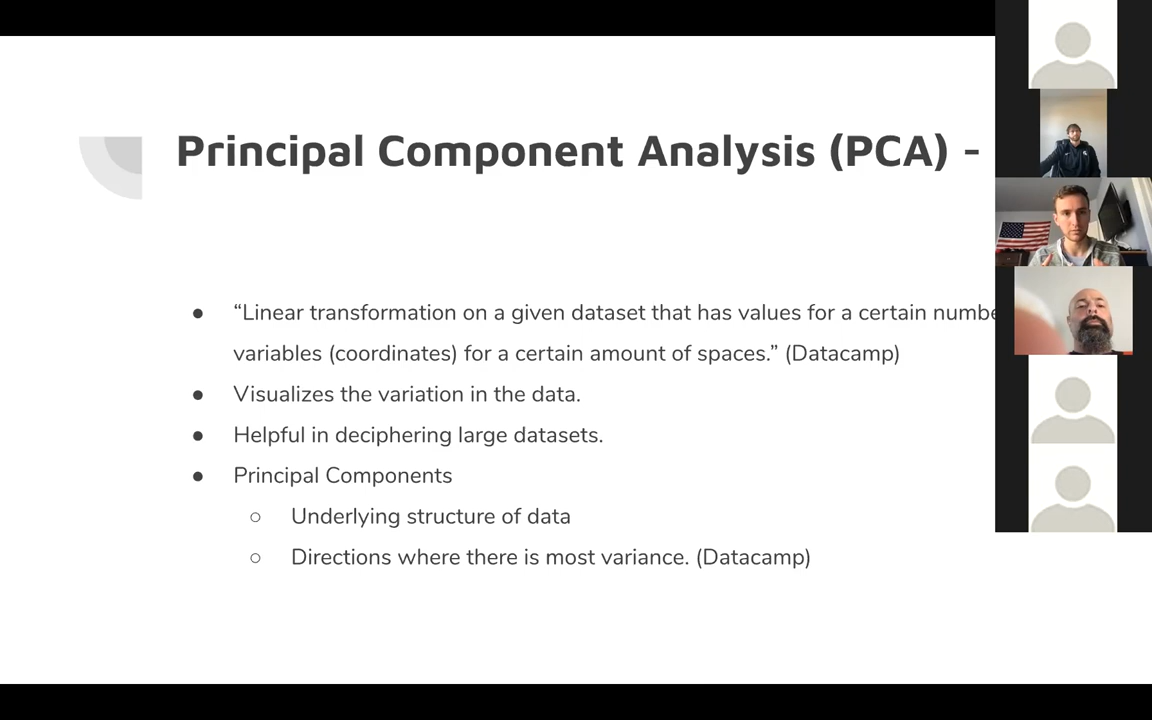 Principal Component Analysis (PCA) -
● “Linear transformation on a given dataset that has values for a certain
variables (coordinates) for a certain amount of spaces.” (Datacamp)
● Visualizes the variation in the data.
● Helpful in deciphering large datasets.
● Principal Components
○ Underlying structure of data
○ Directions where there is most variance. (Datacamp)